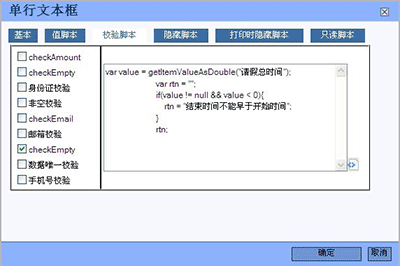 单行文本框
基本 值脚本 校验脚本 隐藏脚本 打印时隐藏脚本 只读脚本
checkAmount
checkEmpty
身份证校验
非空校验
checkEmail
邮箱校验
checkEmpty
数据唯一校验
手机号校验
var value = getItemValueAsDouble("请假总时间");
var rtn = "";
if(value != null && value < 0){
rtn = "结束时间不能早于开始时间";
}
rtn;
确定 取消